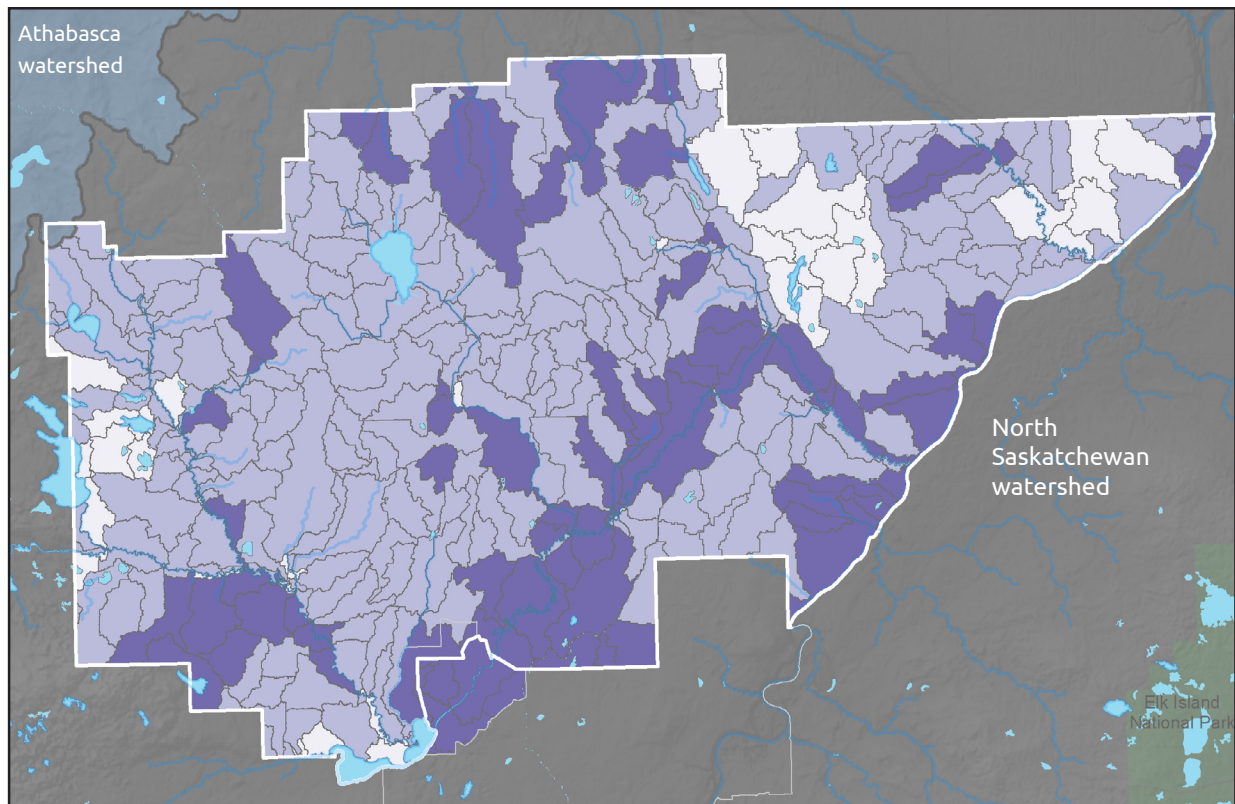 Athabasca
watershed
North
Saskatchewan
watershed
Elk Island
National Park